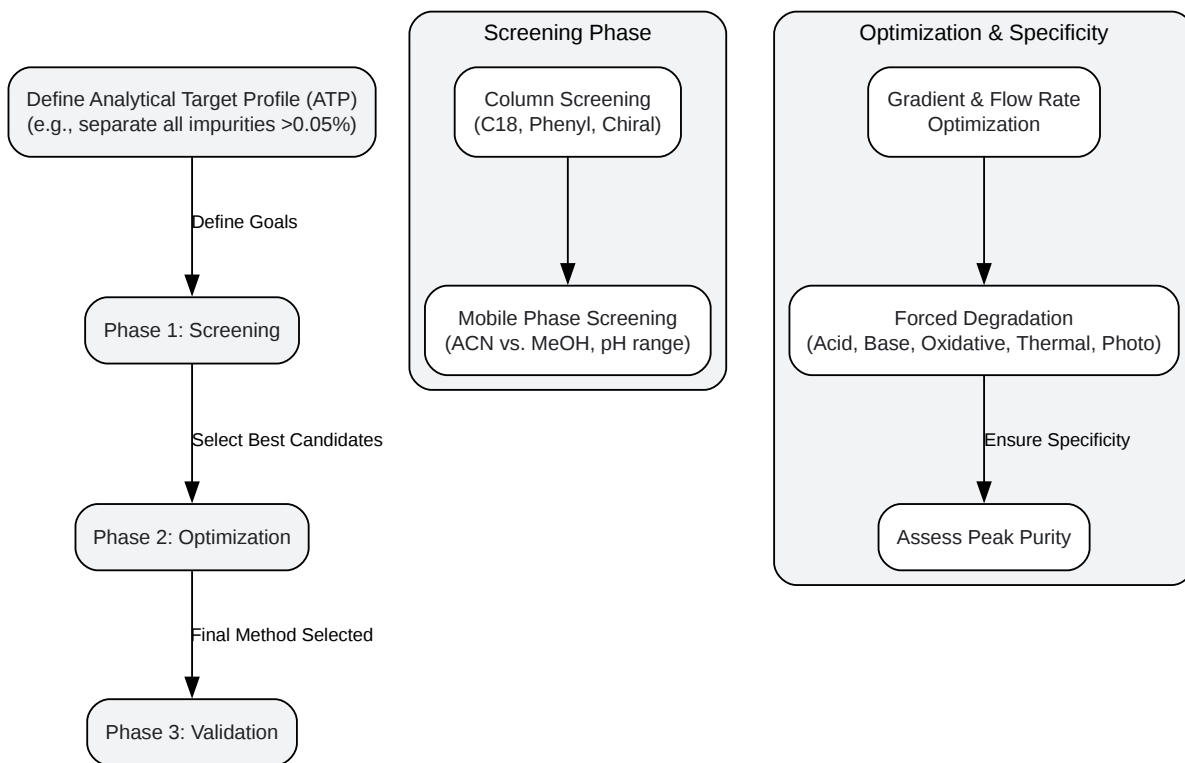 Define Analytical Target Profile (ATP)
(e.g., separate all impurities >0.05%)
Define Goals
Phase 1: Screening
Select Best Candidates
Phase 2: Optimization
Final Method Selected
Phase 3: Validation
Screening Phase
Column Screening
(C18, Phenyl, Chiral)
Mobile Phase Screening
(ACN vs. MeOH, pH range)
Optimization & Specificity
Gradient & Flow Rate
Optimization
Forced Degradation
(Acid, Base, Oxidative, Thermal, Photo)
Ensure Specificity
Assess Peak Purity